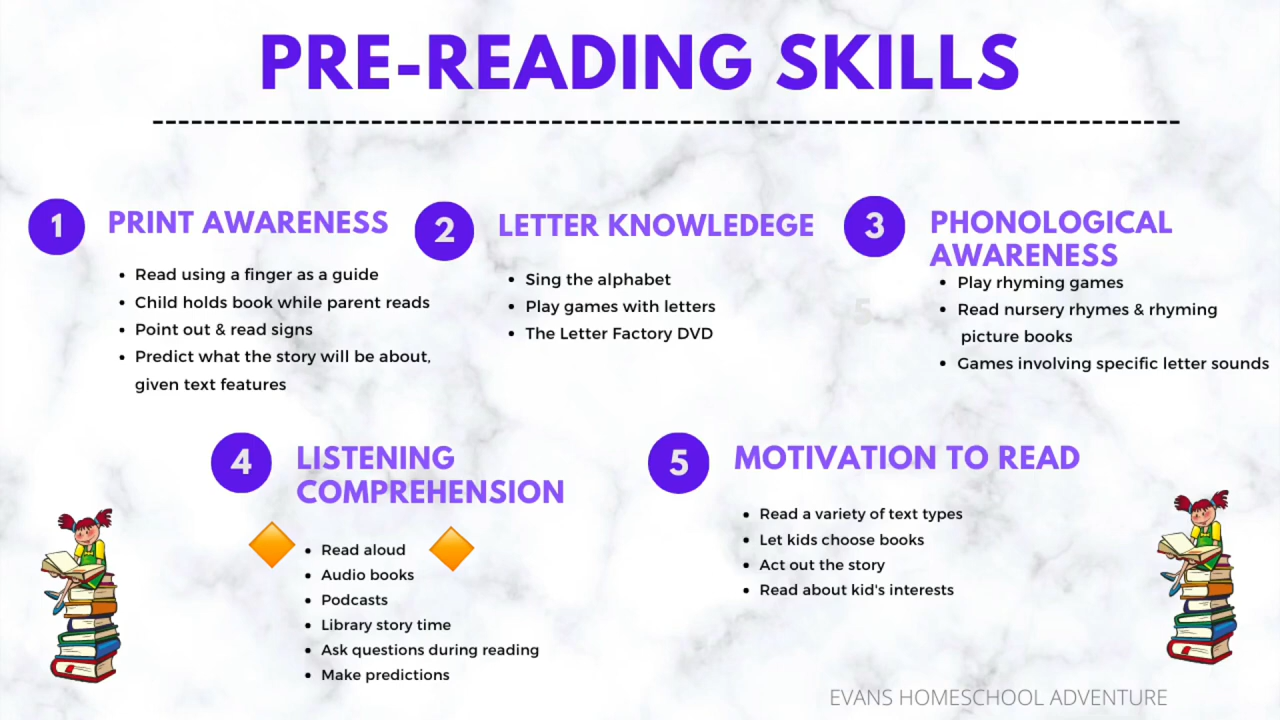 PRE-READING SKILLS
1
PRINT AWARENESS
• Read using a finger as a guide
• Child holds book while parent reads
• Point out & read signs
• Predict what the story will be about,
given text features
2
LETTER KNOWLEDEGE
• Sing the alphabet
• Play games with letters
• The Letter Factory DVD
3
PHONOLOGICAL
AWARENESS
• Play rhyming games
• Read nursery rhymes & rhyming
picture books
• Games involving specific letter sounds
4
LISTENING
COMPREHENSION
• Read aloud
• Audio books
• Podcasts
• Library story time
• Ask questions during reading
• Make predictions
5
MOTIVATION TO READ
• Read a variety of text types
• Let kids choose books
• Act out the story
• Read about kid's interests
EVANS HOMESCHOOL ADVENTURE